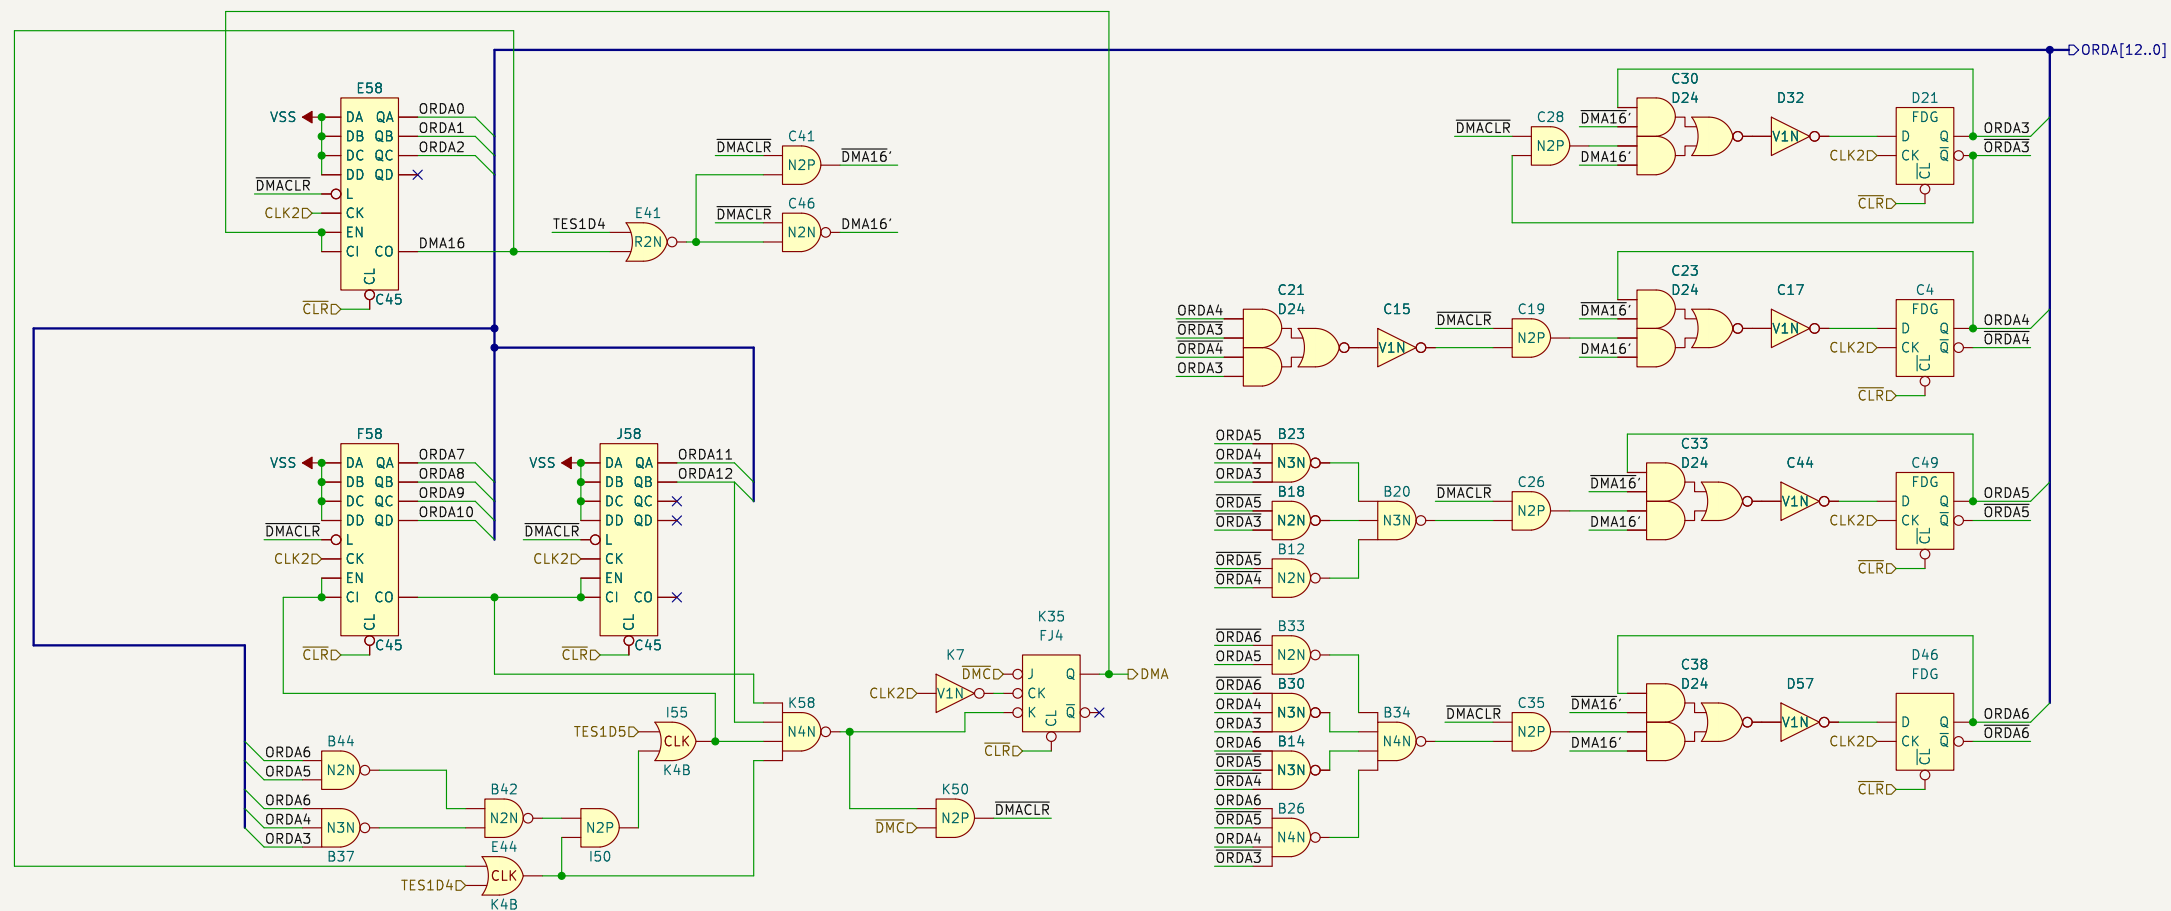 ORDA[12..0]
E58
VSS
DA QA ORDA0
DB QB ORDA1
DC QC ORDA2
DD QD
DMACLR L
CLK2 CK
EN
CI CO DMA16
CL
CLR C45
TES1D4
E41
R2N
C41
DMACLR
N2P DMA16'
C46
DMACLR
N2N DMA16'
C30
D24
D32
D21
FDG
C28
DMACLR
N2P
DMA16'
DMA16'
V1N
D Q ORDA3
CLK2 CK Q ORDA3
CL
CLR
C21
D24
ORDA4
ORDA3
ORDA4
ORDA3
C15
V1N
C19
DMACLR
N2P
C23
D24
DMA16'
DMA16'
C17
V1N
C4
FDG
D Q ORDA4
CLK2 CK Q ORDA4
CL
CLR
F58
VSS
DA QA ORDA7
DB QB ORDA8
DC QC ORDA9
DD QD ORDA10
DMACLR L
CLK2 CK
EN
CI CO
CL
CLR C45
J58
VSS
DA QA ORDA11
DB QB ORDA12
DC QC
DD QD
DMACLR L
CLK2 CK
EN
CI CO
CL
CLR C45
B23
ORDA5
ORDA4
ORDA3
N3N
B18
ORDA5
ORDA3
N2N
B12
ORDA5
ORDA4
N2N
B20
N3N
C26
DMACLR
N2P
C33
D24
DMA16'
DMA16'
C44
V1N
C49
FDG
D Q ORDA5
CLK2 CK Q ORDA5
CL
CLR
K35
FJ4
K7
CLK2 V1N
DMC J Q DMA
CK
K Q
CL
CLR
K58
N4N
I55
TES1D5 CLK
K4B
K50
N2P DMACLR
DMC
B44
ORDA6
ORDA5
N2N
ORDA6
ORDA4
ORDA3
N3N
B37
B42
N2N
N2P
I50
E44
CLK
TES1D4
K4B
B33
ORDA6
ORDA5
N2N
B30
ORDA6
ORDA4
ORDA3
N3N
B14
ORDA6
ORDA5
ORDA4
N3N
B26
ORDA6
ORDA5
ORDA4
ORDA3
N4N
B34
N4N
C35
DMACLR
N2P
C38
D24
DMA16'
DMA16'
D57
V1N
D46
FDG
D Q ORDA6
CLK2 CK Q ORDA6
CL
CLR